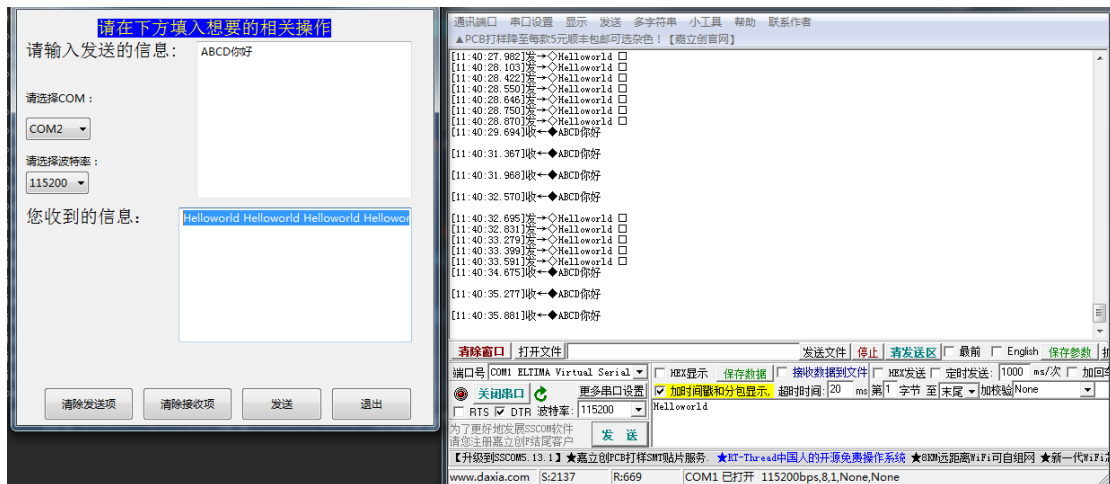 请在下方填入想要的相关操作
请输入发送的信息:
ABCD你好
请选择COM：
COM2
请选择波特率：
115200
您收到的信息:
Helloworld Helloworld Helloworld Hellowor
清除发送项 清除接收项 发送 退出
通讯端口 串口设置 显示 发送 多字符串 小工具 帮助 联系作者
▲PCB打样降至每款5元顺丰包邮可选杂色！【嘉立创官网】
[11:40:27.982]发→◇Helloworld □
[11:40:28.103]发→◇Helloworld □
[11:40:28.422]发→◇Helloworld □
[11:40:28.550]发→◇Helloworld □
[11:40:28.646]发→◇Helloworld □
[11:40:28.750]发→◇Helloworld □
[11:40:28.870]发→◇Helloworld □
[11:40:29.694]收←◆ABCD你好
[11:40:31.367]收←◆ABCD你好
[11:40:31.968]收←◆ABCD你好
[11:40:32.570]收←◆ABCD你好
[11:40:32.695]发→◇Helloworld □
[11:40:32.831]发→◇Helloworld □
[11:40:33.279]发→◇Helloworld □
[11:40:33.399]发→◇Helloworld □
[11:40:33.591]发→◇Helloworld □
[11:40:34.675]收←◆ABCD你好
[11:40:35.277]收←◆ABCD你好
[11:40:35.881]收←◆ABCD你好
清除窗口 打开文件 发送文件 停止 清发送区 最前 English 保存参数
端口号 COM1 ELTIMA Virtual Serial HEX显示 保存数据 接收数据到文件 HEX发送 定时发送: 1000 ms/次 加回车
关闭串口 更多串口设置 加时间戳和分包显示, 超时时间: 20 ms 第1 字节 至 末尾 加校验 None
RTS DTR 波特率: 115200 Helloworld
为了更好地发展SSCOM软件
请您注册嘉立创F结尾客户
发 送
【升级到SSCOM5.13.1】★嘉立创PCB打样SMT贴片服务. ★RT-Thread中国人的开源免费操作系统 ★8KM远距离WiFi可自组网 ★新一代WiFi
www.daxia.com S:2137 R:669 COM1 已打开 115200bps,8,1,None,None